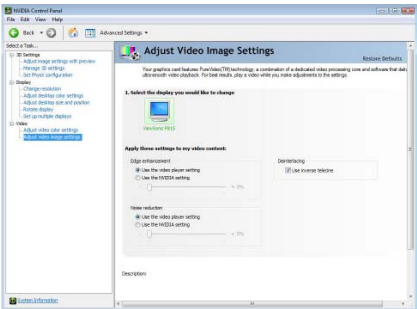 NVIDIA Control Panel
File Edit View Help
Back Advanced Settings
Select a Task...
3D Settings
Adjust image settings with preview
Manage 3D settings
Set PhysX configuration
Display
Change resolution
Adjust desktop color settings
Adjust desktop size and position
Rotate display
Set up multiple displays
Video
Adjust video color settings
Adjust video image settings
System Information
Adjust Video Image Settings
Restore Defaults
Your graphics card features PureVideo(TM) technology, a combination of a dedicated video processing core and software that deli
ultra-smooth video playback. For best results, play a video while you make adjustments to the settings.
1. Select the display you would like to change
ViewSonic
Apply these settings to my video content:
Edge enhancement
Use the video player setting
Use the NVIDIA setting
0%
Deinterlacing
Use inverse telecine
Noise reduction
Use the video player setting
Use the NVIDIA setting
0%
Description: